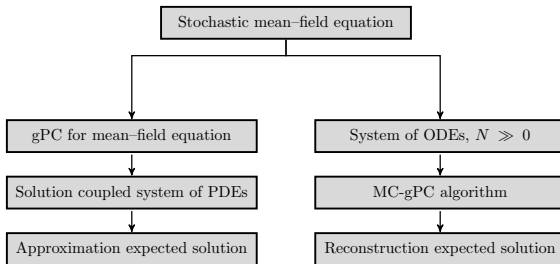 Stochastic mean–field equation
gPC for mean–field equation
System of ODEs, N ≫ 0
Solution coupled system of PDEs
MC-gPC algorithm
Approximation expected solution
Reconstruction expected solution